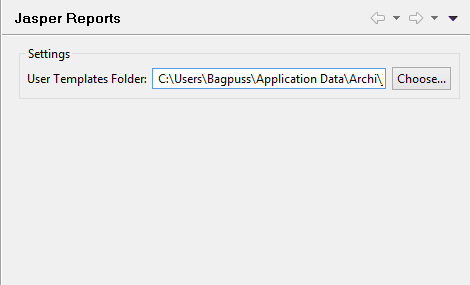 Jasper Reports
Settings
User Templates Folder: C:\Users\Bagpuss\Application Data\Archi\ Choose...